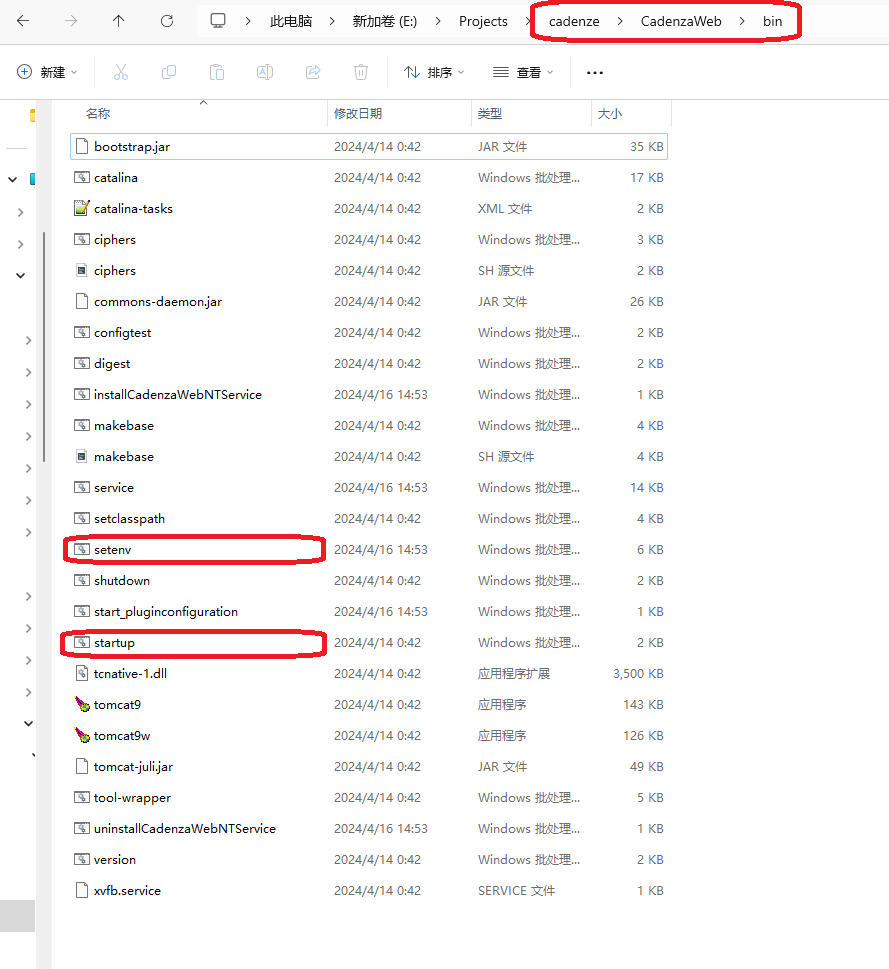 此电脑 > 新加卷 (E:) > Projects > cadenze > CadenzaWeb > bin
新建 排序 查看 ...
名称 修改日期 类型 大小
bootstrap.jar 2024/4/14 0:42 JAR 文件 35 KB
catalina 2024/4/14 0:42 Windows 批处理... 17 KB
catalina-tasks 2024/4/14 0:42 XML 文件 2 KB
ciphers 2024/4/14 0:42 Windows 批处理... 3 KB
ciphers 2024/4/14 0:42 SH 源文件 2 KB
commons-daemon.jar 2024/4/14 0:42 JAR 文件 26 KB
configtest 2024/4/14 0:42 Windows 批处理... 2 KB
digest 2024/4/14 0:42 Windows 批处理... 2 KB
installCadenzaWebNTService 2024/4/16 14:53 Windows 批处理... 1 KB
makebase 2024/4/14 0:42 Windows 批处理... 4 KB
makebase 2024/4/14 0:42 SH 源文件 4 KB
service 2024/4/16 14:53 Windows 批处理... 14 KB
setclasspath 2024/4/14 0:42 Windows 批处理... 4 KB
setenv 2024/4/16 14:53 Windows 批处理... 6 KB
shutdown 2024/4/14 0:42 Windows 批处理... 2 KB
start_pluginconfiguration 2024/4/16 14:53 Windows 批处理... 1 KB
startup 2024/4/14 0:42 Windows 批处理... 2 KB
tcnative-1.dll 2024/4/14 0:42 应用程序扩展 3,500 KB
tomcat9 2024/4/14 0:42 应用程序 143 KB
tomcat9w 2024/4/14 0:42 应用程序 126 KB
tomcat-juli.jar 2024/4/14 0:42 JAR 文件 49 KB
tool-wrapper 2024/4/14 0:42 Windows 批处理... 5 KB
uninstallCadenzaWebNTService 2024/4/16 14:53 Windows 批处理... 1 KB
version 2024/4/14 0:42 Windows 批处理... 2 KB
xvfb.service 2024/4/14 0:42 SERVICE 文件 1 KB